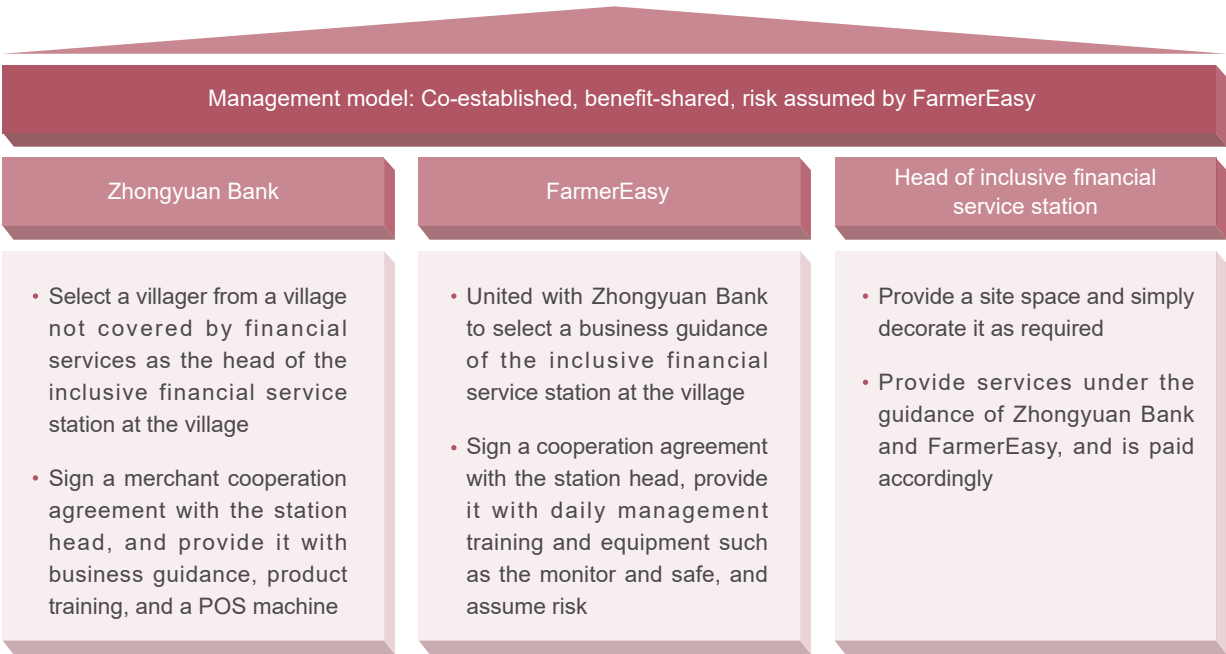 Management model: Co-established, benefit-shared, risk assumed by FarmerEasy
Zhongyuan Bank
• Select a villager from a village
not covered by financial
services as the head of the
inclusive financial service
station at the village
• Sign a merchant cooperation
agreement with the station
head, and provide it with
business guidance, product
training, and a POS machine
FarmerEasy
• United with Zhongyuan Bank
to select a business guidance
of the inclusive financial
service station at the village
• Sign a cooperation agreement
with the station head, provide
it with daily management
training and equipment such
as the monitor and safe, and
assume risk
Head of inclusive financial
service station
• Provide a site space and simply
decorate it as required
• Provide services under the
guidance of Zhongyuan Bank
and FarmerEasy, and is paid
accordingly